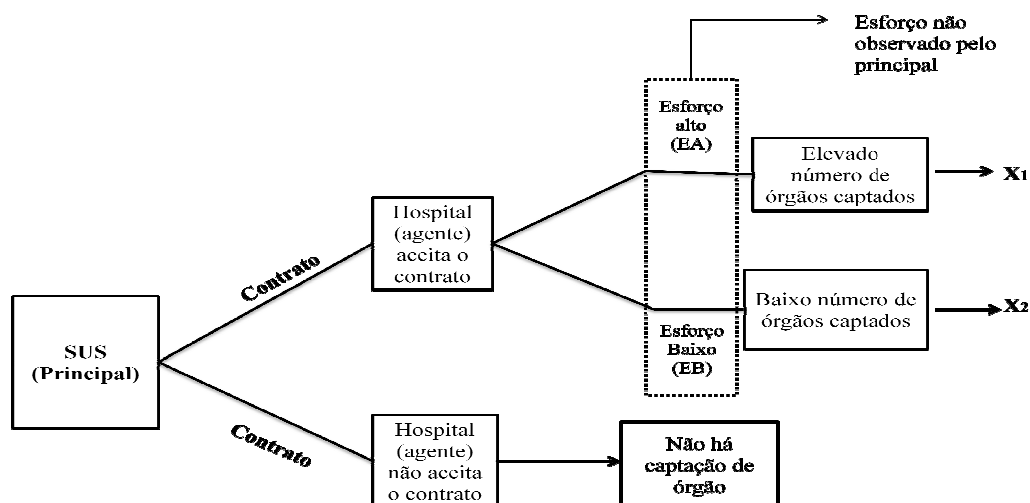 Esforço não
observado pelo
principal
Esforço
alto
(EA)
Elevado
número de
órgãos captados
X1
Hospital
(agente)
aceita o
contrato
Contrato
Baixo número de
órgãos captados
X2
Esforço
Baixo
(EB)
SUS
(Principal)
Contrato
Hospital
(agente)
não aceita
o contrato
Não há
captação de
órgão